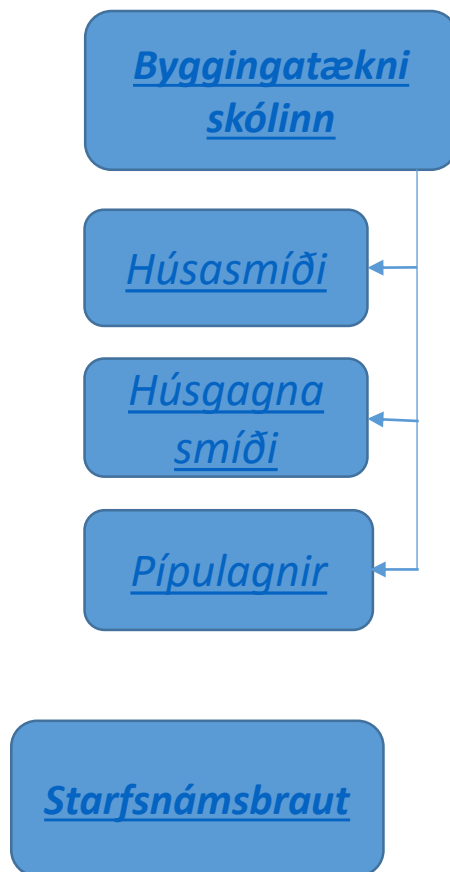 Byggingatækni
skólinn
Húsasmíði
Húsgagna
smíði
Pípulagnir
Starfsnámsbraut